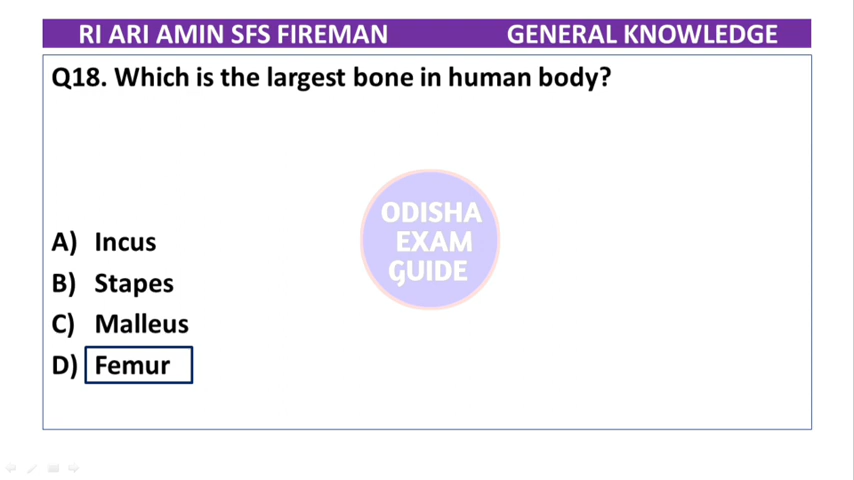 RI ARI AMIN SFS FIREMAN GENERAL KNOWLEDGE
Q18. Which is the largest bone in human body?
ODISHA
EXAM
GUIDE
A) Incus
B) Stapes
C) Malleus
D) Femur